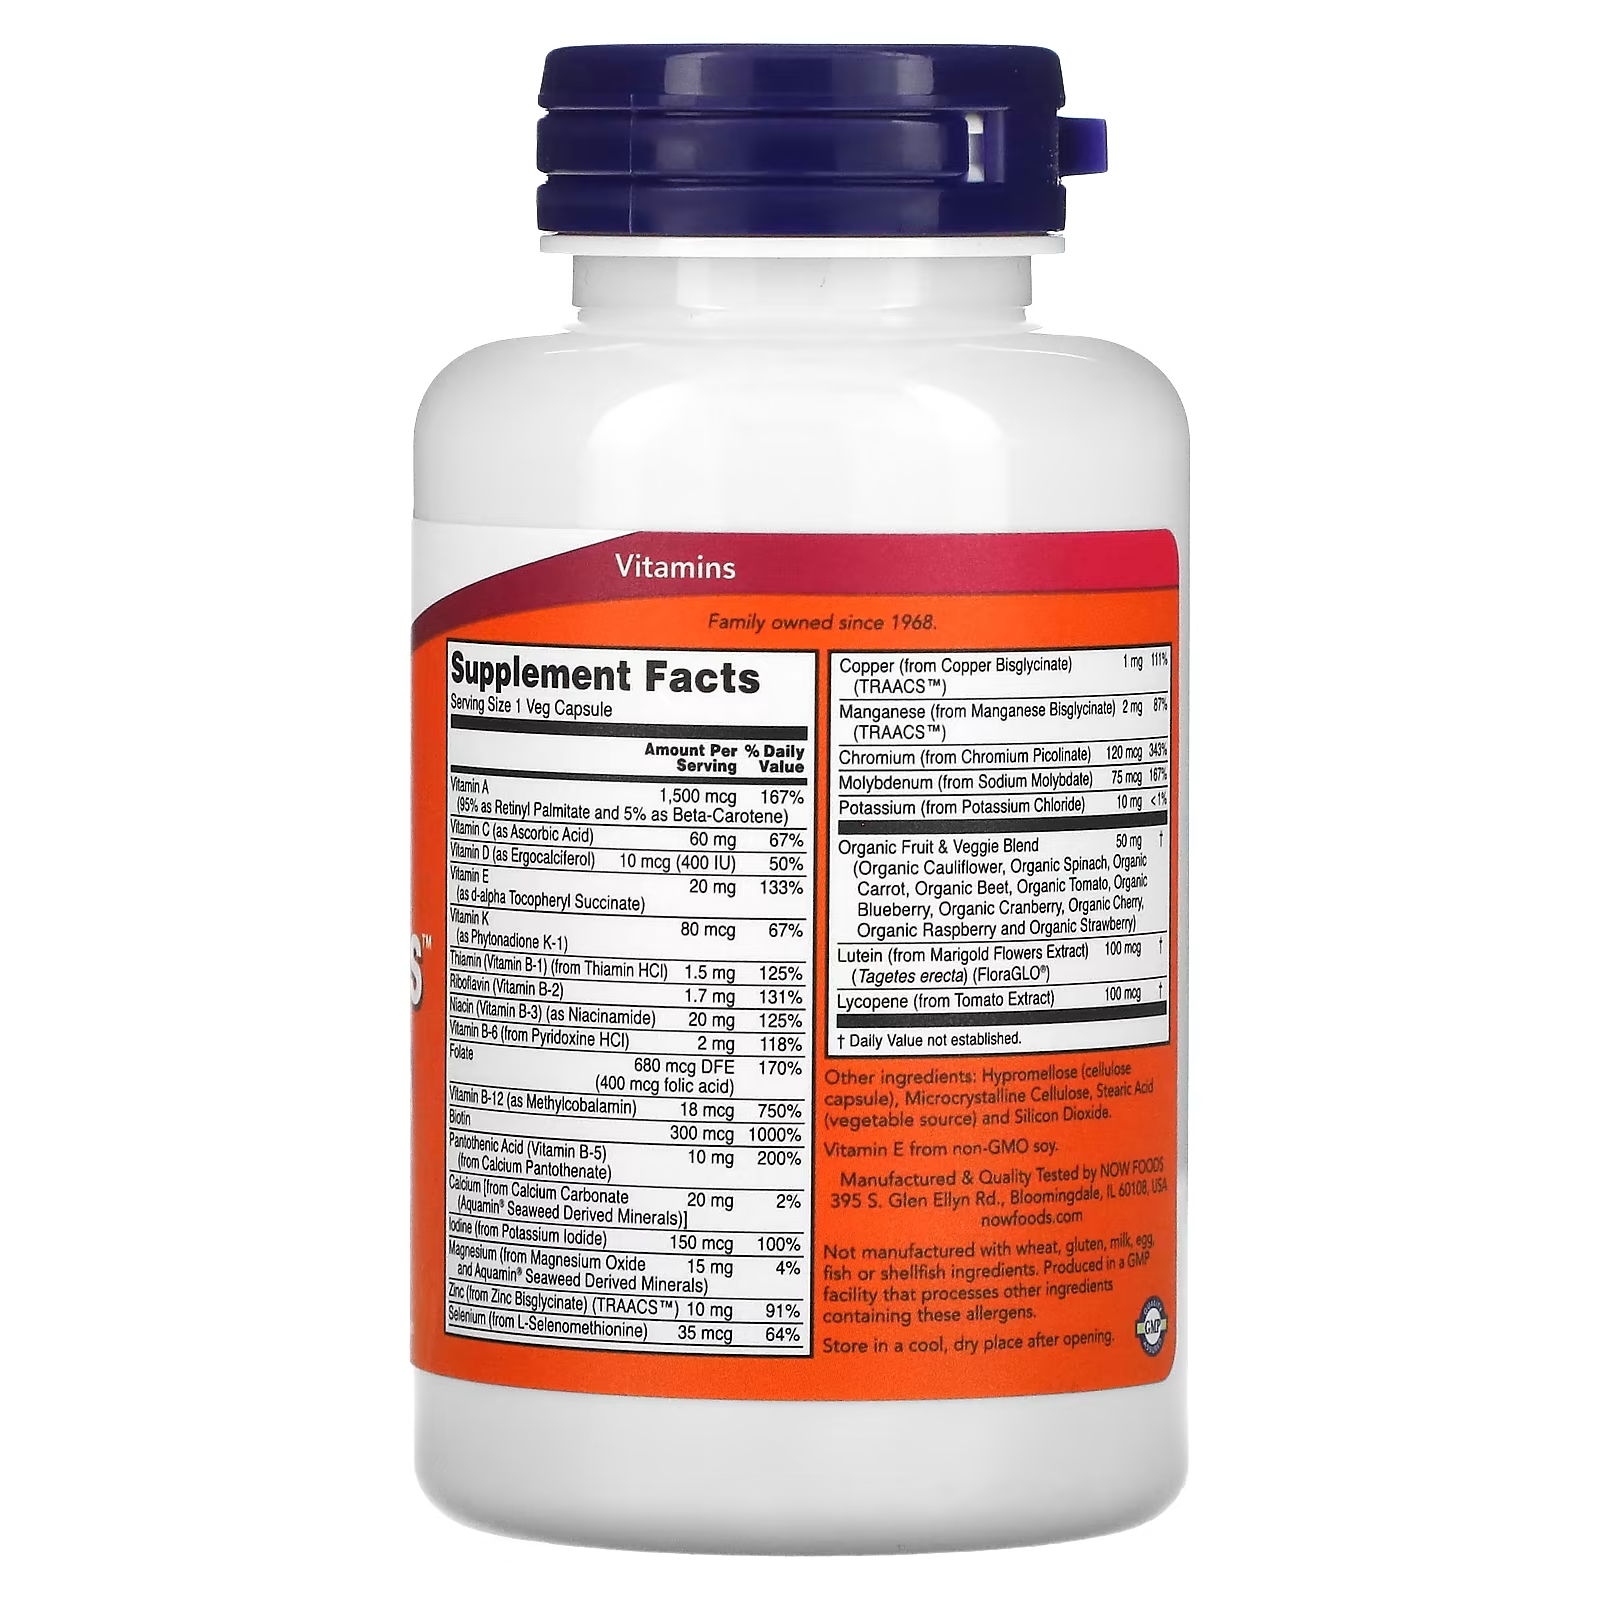 Vitamins
Family owned since 1968.
S™
Supplement Facts
Serving Size 1 Veg Capsule
Amount Per % Daily
Serving Value
Vitamin A 1,500 mcg 167%
(95% as Retinyl Palmitate and 5% as Beta-Carotene)
Vitamin C (as Ascorbic Acid) 60 mg 67%
Vitamin D (as Ergocalciferol) 10 mcg (400 IU) 50%
Vitamin E 20 mg 133%
(as d-alpha Tocopheryl Succinate)
Vitamin K 80 mcg 67%
(as Phytonadione K-1)
Thiamin (Vitamin B-1) (from Thiamin HCl) 1.5 mg 125%
Riboflavin (Vitamin B-2) 1.7 mg 131%
Niacin (Vitamin B-3) (as Niacinamide) 20 mg 125%
Vitamin B-6 (from Pyridoxine HCl) 2 mg 118%
Folate 680 mcg DFE 170%
(400 mcg folic acid)
Vitamin B-12 (as Methylcobalamin) 18 mcg 750%
Biotin 300 mcg 1000%
Pantothenic Acid (Vitamin B-5) 10 mg 200%
(from Calcium Pantothenate)
Calcium [from Calcium Carbonate 20 mg 2%
(Aquamin® Seaweed Derived Minerals)]
Iodine (from Potassium Iodide) 150 mcg 100%
Magnesium (from Magnesium Oxide 15 mg 4%
and Aquamin® Seaweed Derived Minerals)
Zinc (from Zinc Bisglycinate) (TRAACS™) 10 mg 91%
Selenium (from L-Selenomethionine) 35 mcg 64%
Copper (from Copper Bisglycinate) 1 mg 111%
(TRAACS™)
Manganese (from Manganese Bisglycinate) 2 mg 87%
(TRAACS™)
Chromium (from Chromium Picolinate) 120 mcg 343%
Molybdenum (from Sodium Molybdate) 75 mcg 167%
Potassium (from Potassium Chloride) 10 mg < 1%
Organic Fruit & Veggie Blend 50 mg †
(Organic Cauliflower, Organic Spinach, Organic
Carrot, Organic Beet, Organic Tomato, Organic
Blueberry, Organic Cranberry, Organic Cherry,
Organic Raspberry and Organic Strawberry)
Lutein (from Marigold Flowers Extract) 100 mcg †
(Tagetes erecta) (FloraGLO®)
Lycopene (from Tomato Extract) 100 mcg †
† Daily Value not established.
Other ingredients: Hypromellose (cellulose
capsule), Microcrystalline Cellulose, Stearic Acid
(vegetable source) and Silicon Dioxide.
Vitamin E from non-GMO soy.
Manufactured & Quality Tested by NOW FOODS
395 S. Glen Ellyn Rd., Bloomingdale, IL 60108, USA
nowfoods.com
Not manufactured with wheat, gluten, milk, egg,
fish or shellfish ingredients. Produced in a GMP
facility that processes other ingredients
containing these allergens.
Store in a cool, dry place after opening.
GMP